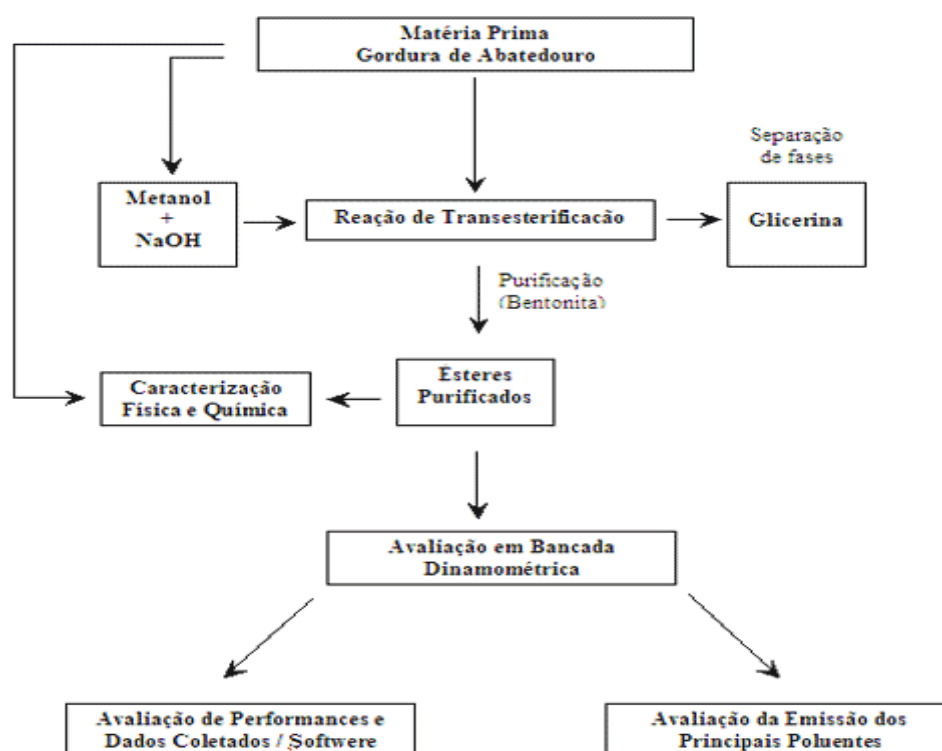 Matéria Prima
Gordura de Abatedouro
Separação
de fases
Metanol
+
NaOH
Reação de Transesterificacão
Glicerina
Purificação
(Bentonita)
Caracterização
Física e Química
Ésteres
Purificados
Avaliação em Bancada
Dinamométrica
Avaliação de Performances e
Dados Coletados / Softwere
Avaliação da Emissão dos
Principais Poluentes